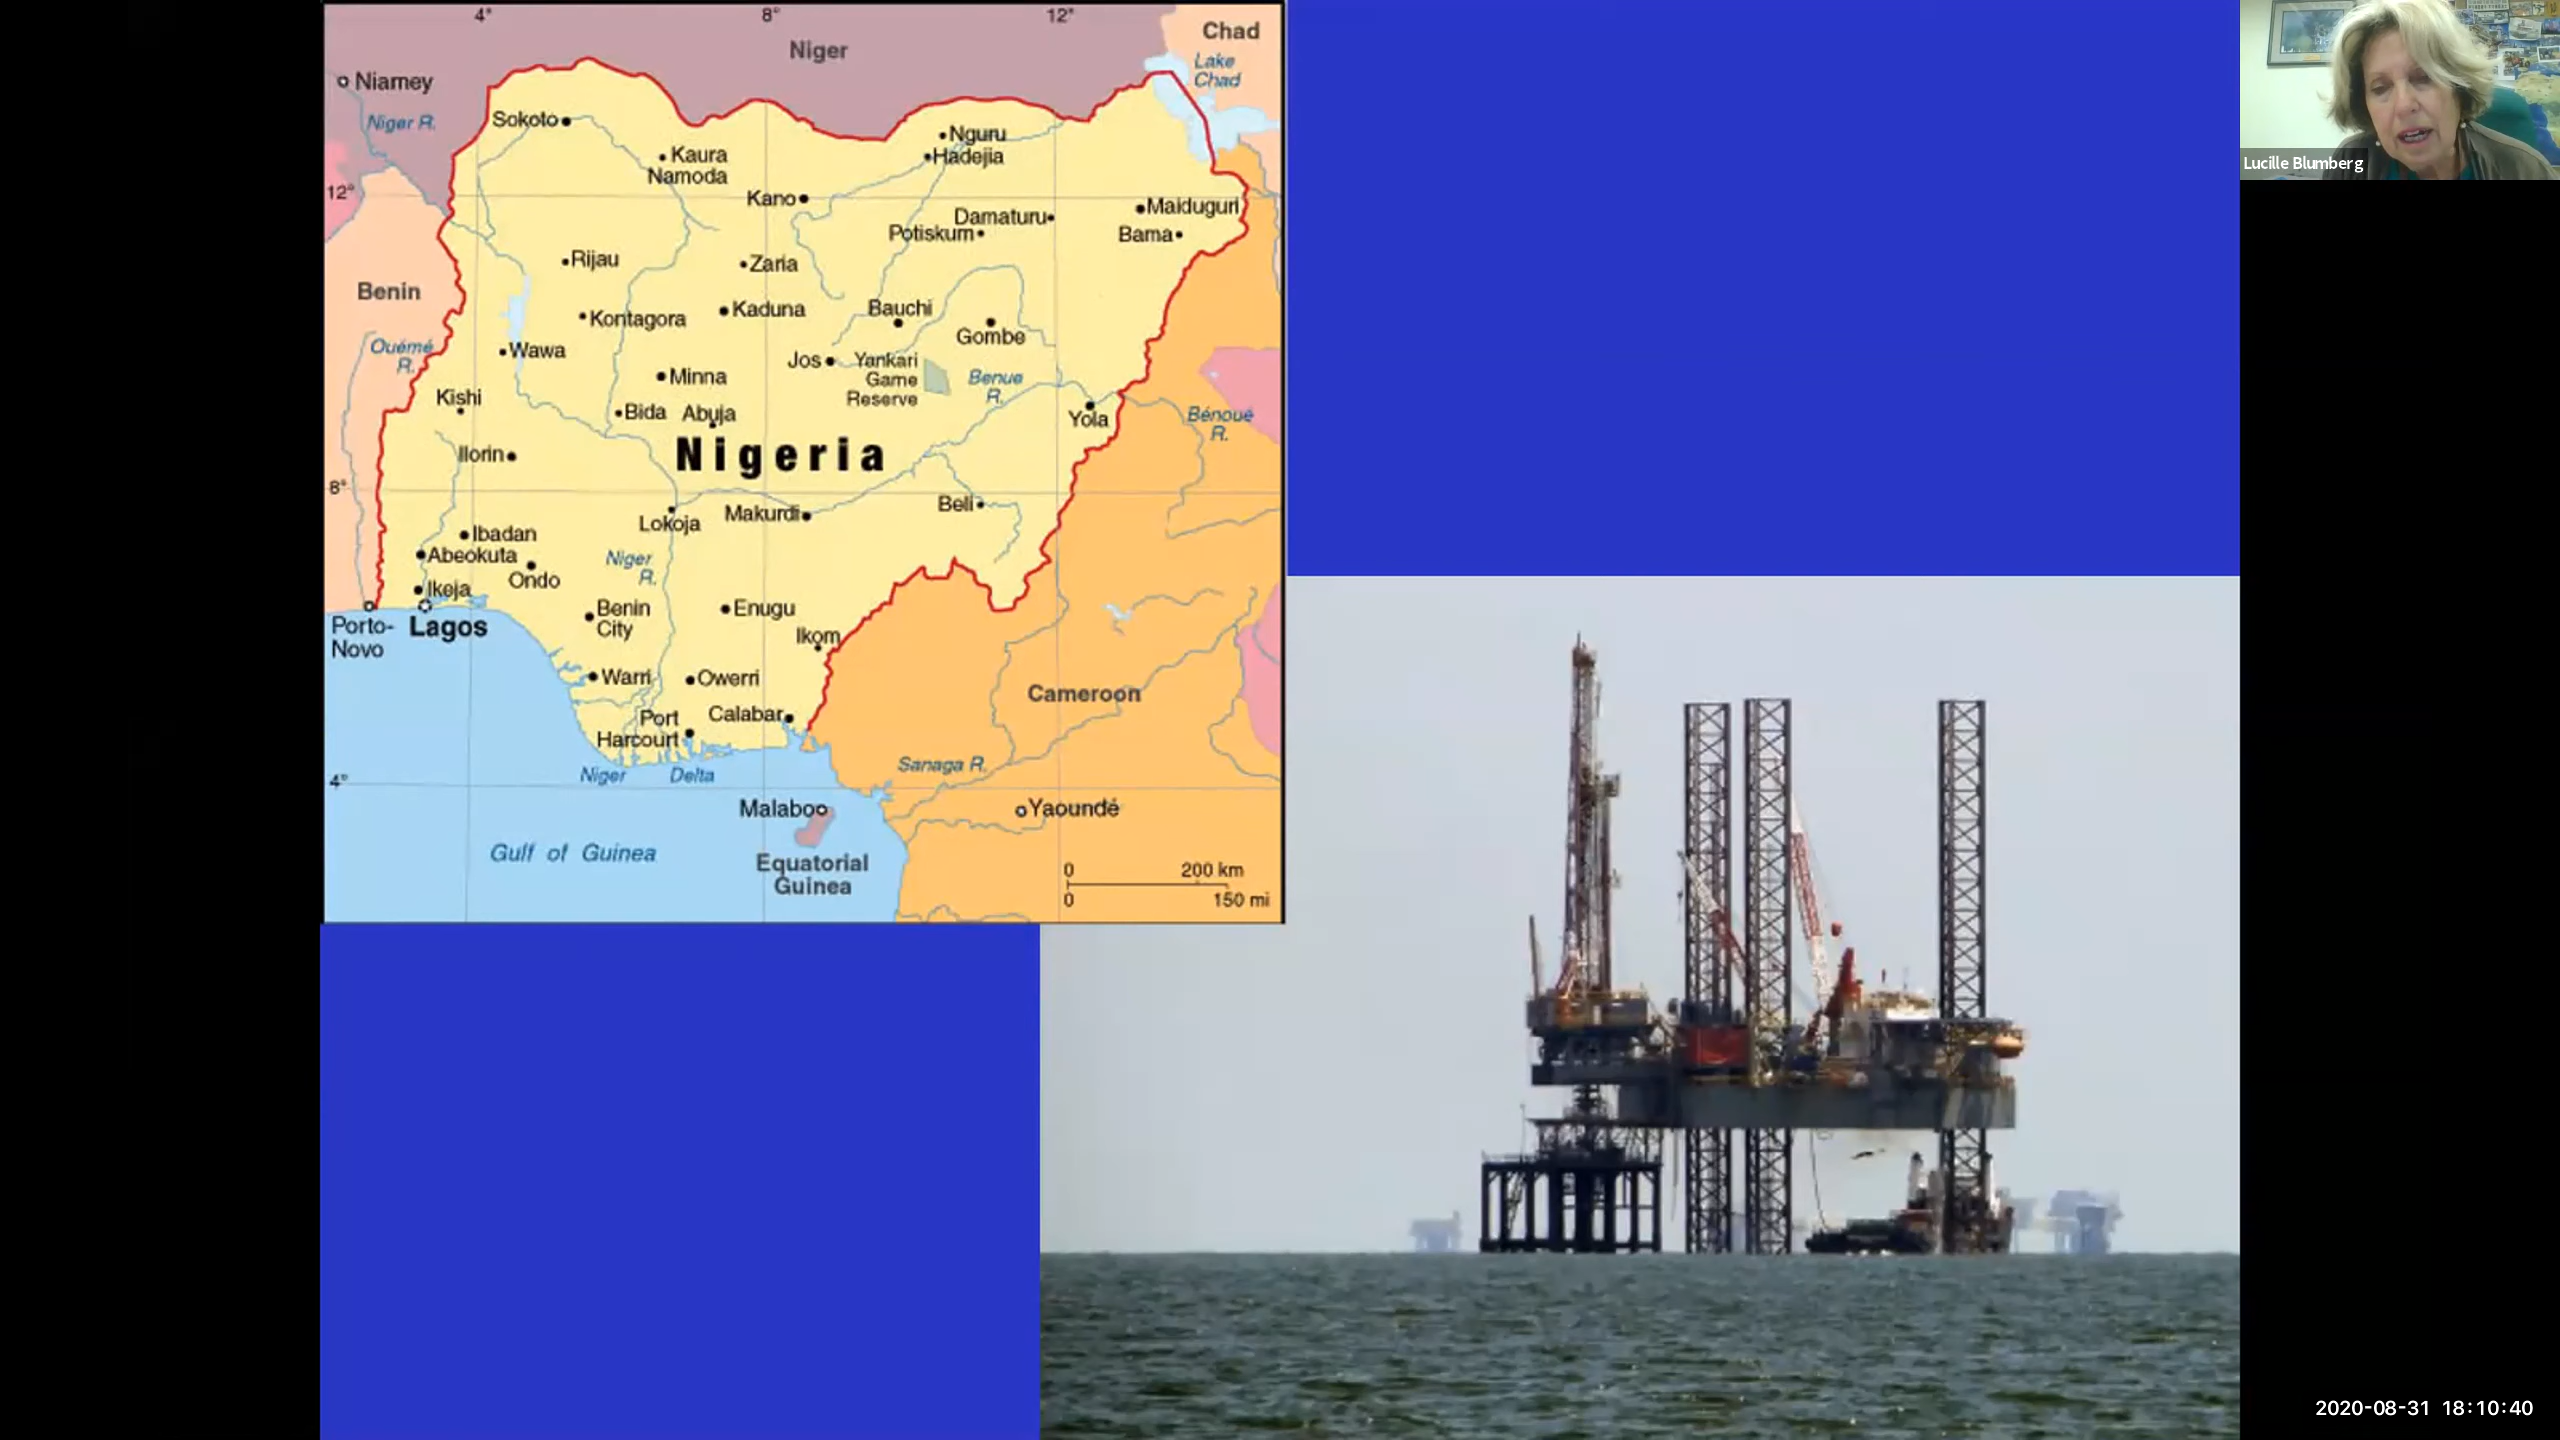 4°
8°
12°
Chad
Niger
Lake
Chad
Niamey
Niger R.
Sokoto
Nguru
Hadejia
Kaura
Namoda
12°
Kano
Maiduguri
Damaturu
Potiskum
Bama
Rijau
Zaria
Benin
Kaduna
Bauchi
Kontagora
Gombe
Ouémé
R.
Wawa
Jos
Yankari
Game
Reserve
Minna
Benue
R.
Kishi
Bida
Abuja
Yola
Bénoué
R.
Nigeria
Ilorin
8°
Beli
Makurdi
Lokoja
Ibadan
Abeokuta
Niger
R.
Ondo
Ikeja
Benin
City
Enugu
Porto-
Novo
Lagos
Ikom
Warri
Owerri
Cameroon
Port
Harcourt
Calabar
Sanaga R.
Niger Delta
4°
Malabo
Yaoundé
Gulf of Guinea
Equatorial
Guinea
0 200 km
0 150 mi
Lucille Blumberg
2020-08-31 18:10:40